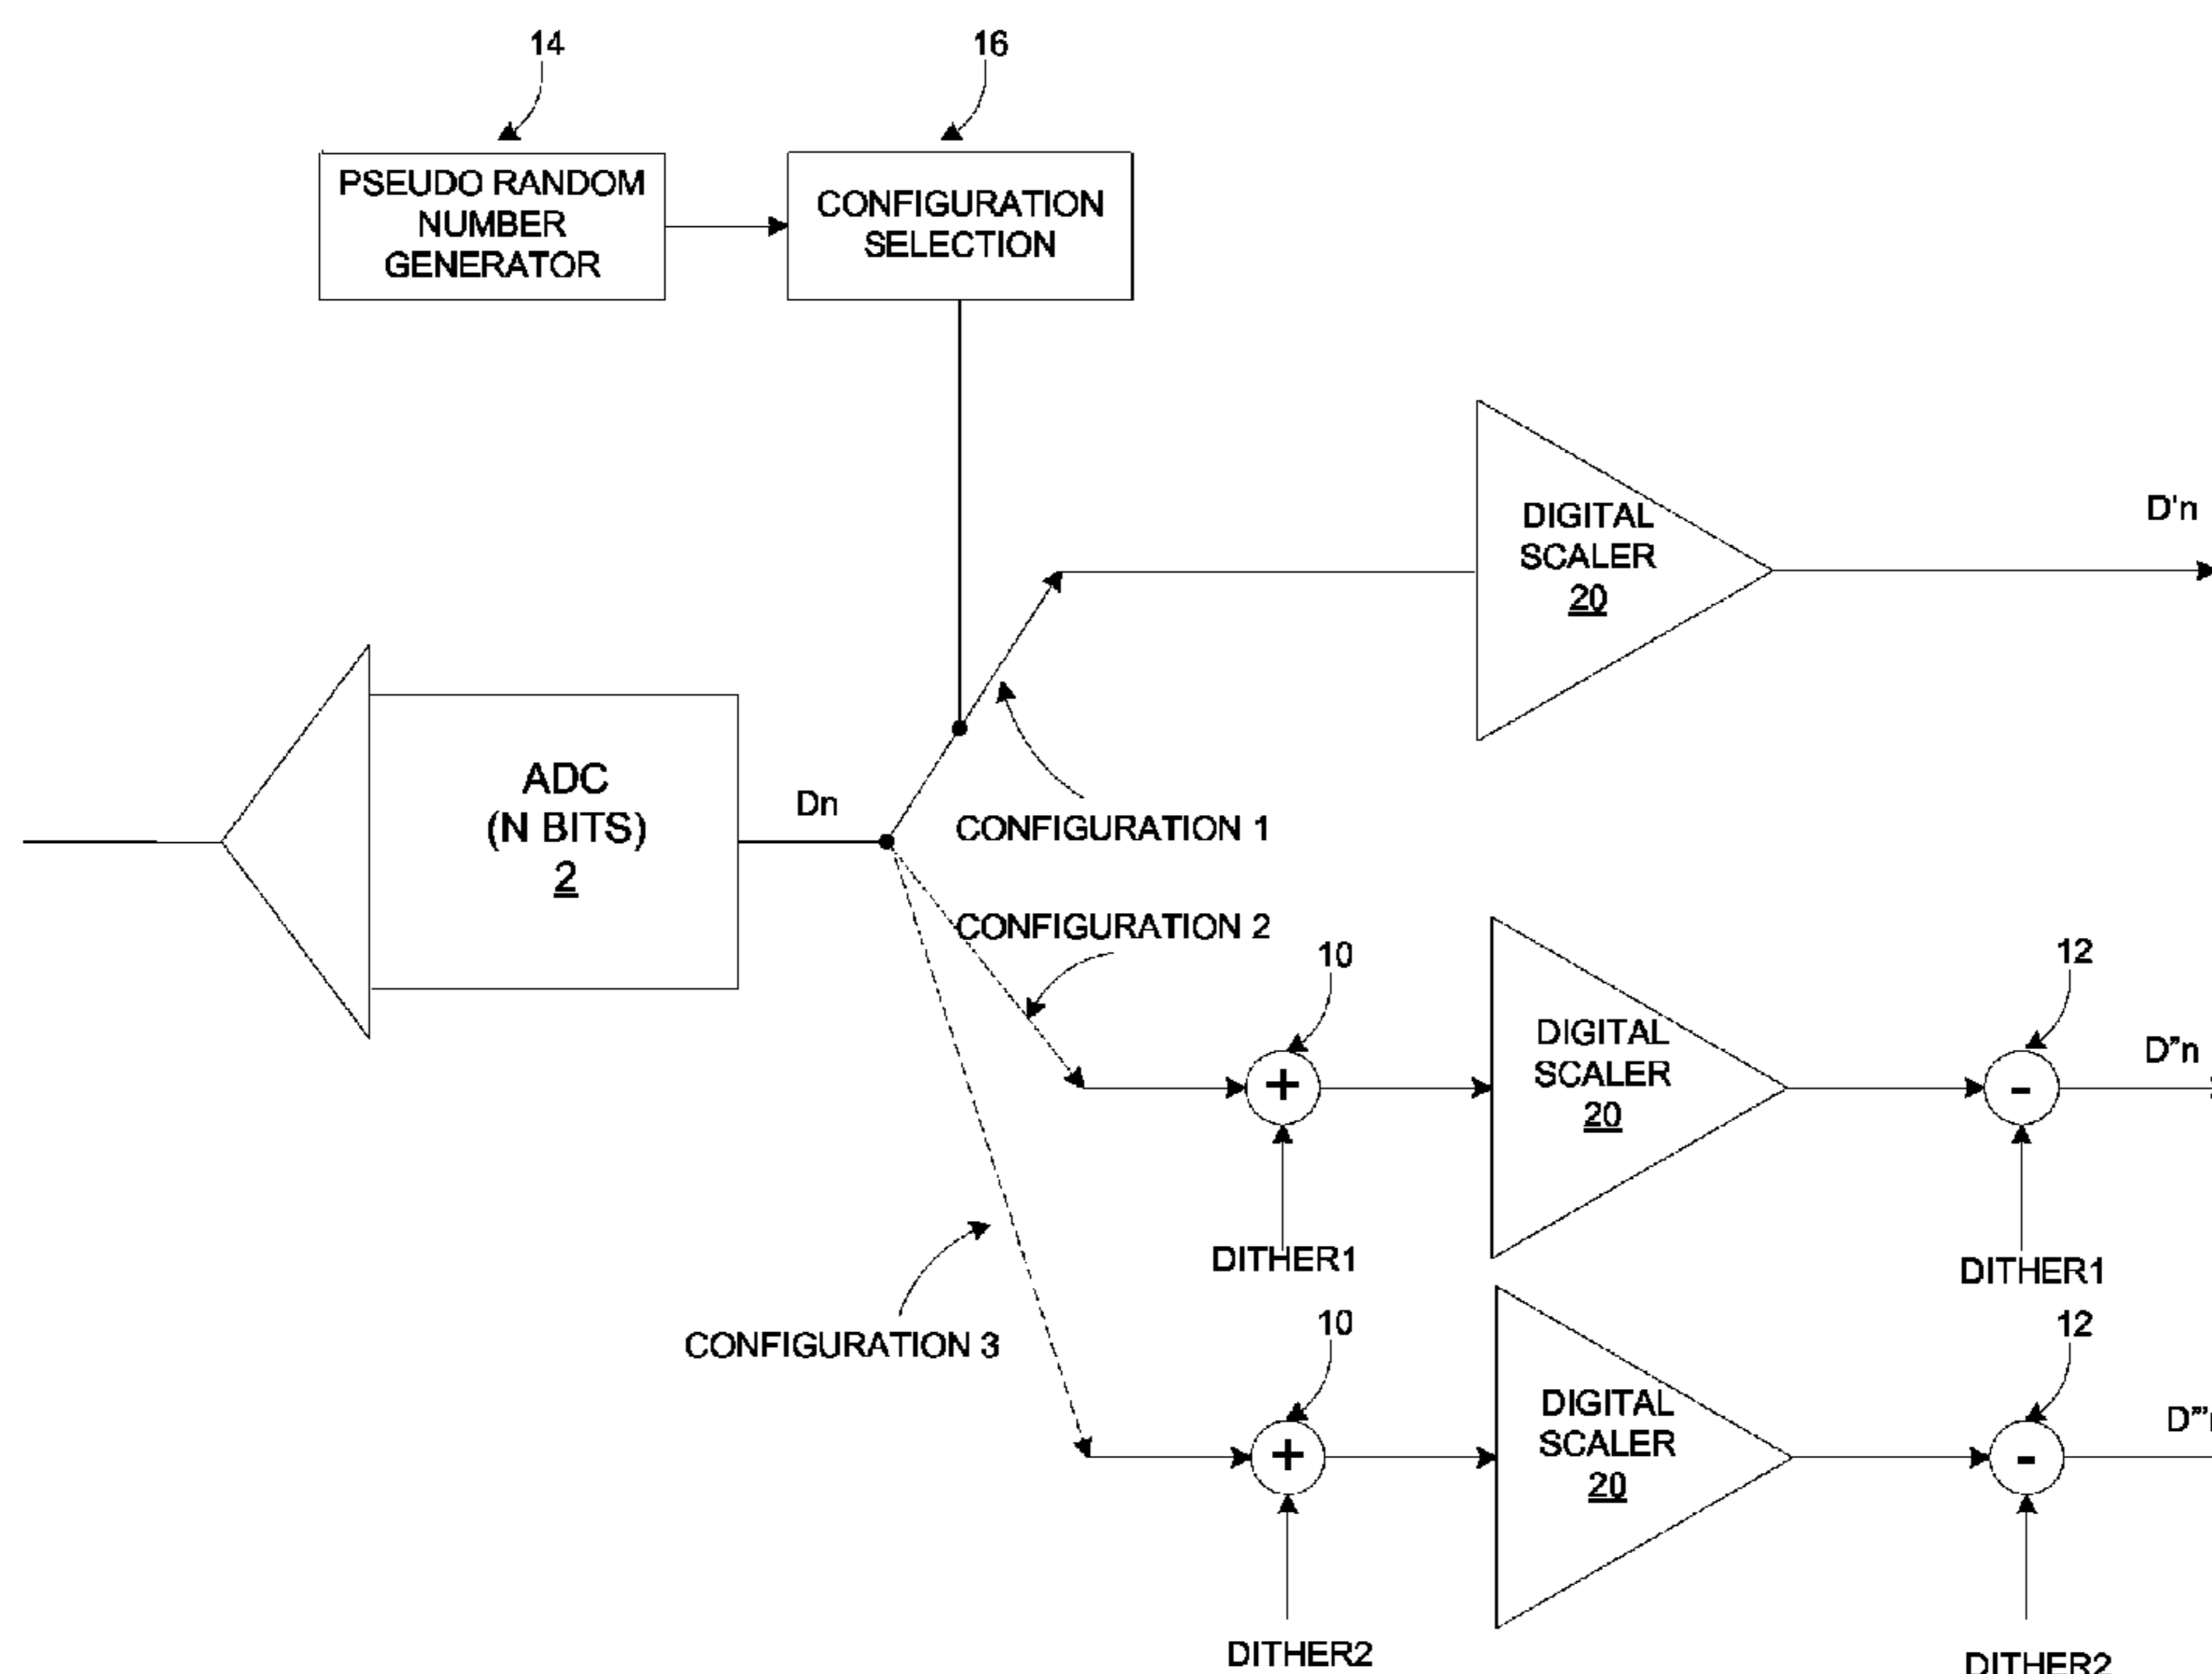 14
16
PSEUDO RANDOM
NUMBER
GENERATOR
CONFIGURATION
SELECTION
D'n
DIGITAL
SCALER
20
ADC
(N BITS)
2
Dn
CONFIGURATION 1
CONFIGURATION 2
10
12
DIGITAL
SCALER
20
+
-
D"n
DITHER1
DITHER1
CONFIGURATION 3
10
12
DIGITAL
SCALER
20
+
-
D"'n
DITHER2
DITHER2